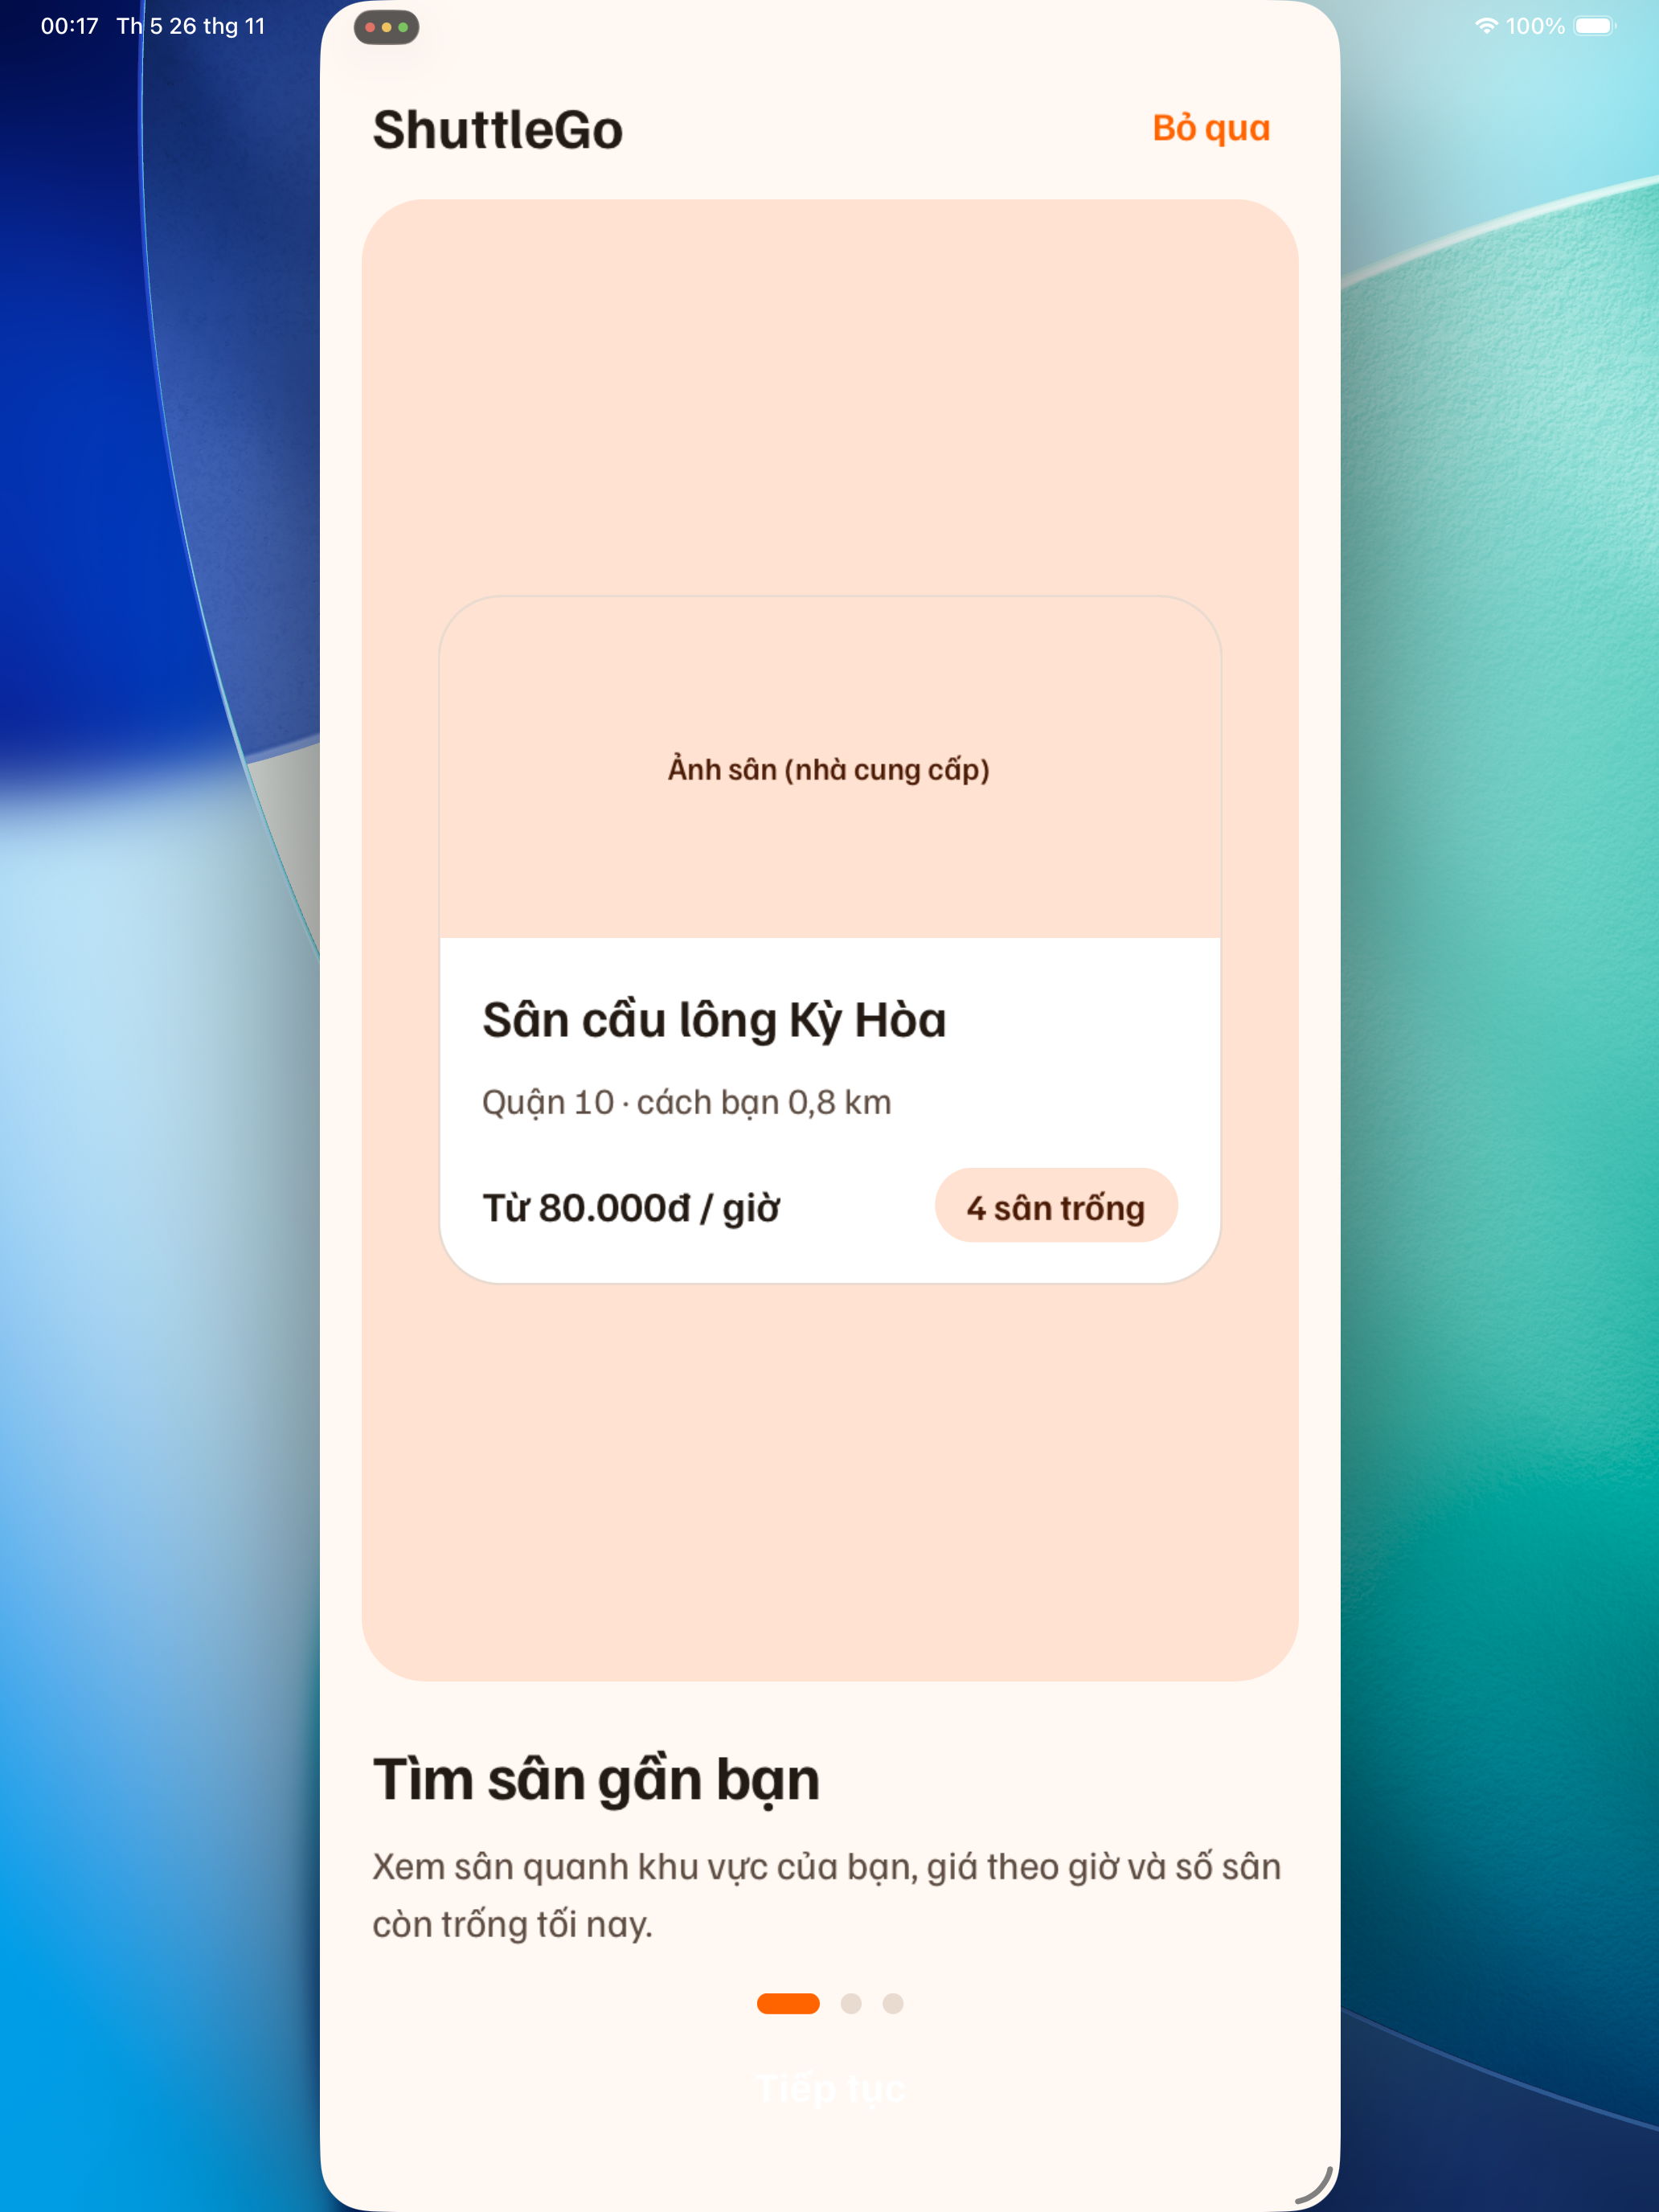 00:17 Th 5 26 thg 11
100%
ShuttleGo
Bỏ qua
Ảnh sân (nhà cung cấp)
Sân cầu lông Kỳ Hòa
Quận 10 · cách bạn 0,8 km
Từ 80.000đ / giờ
4 sân trống
Tìm sân gần bạn
Xem sân quanh khu vực của bạn, giá theo giờ và số sân
còn trống tối nay.
Tiếp tục